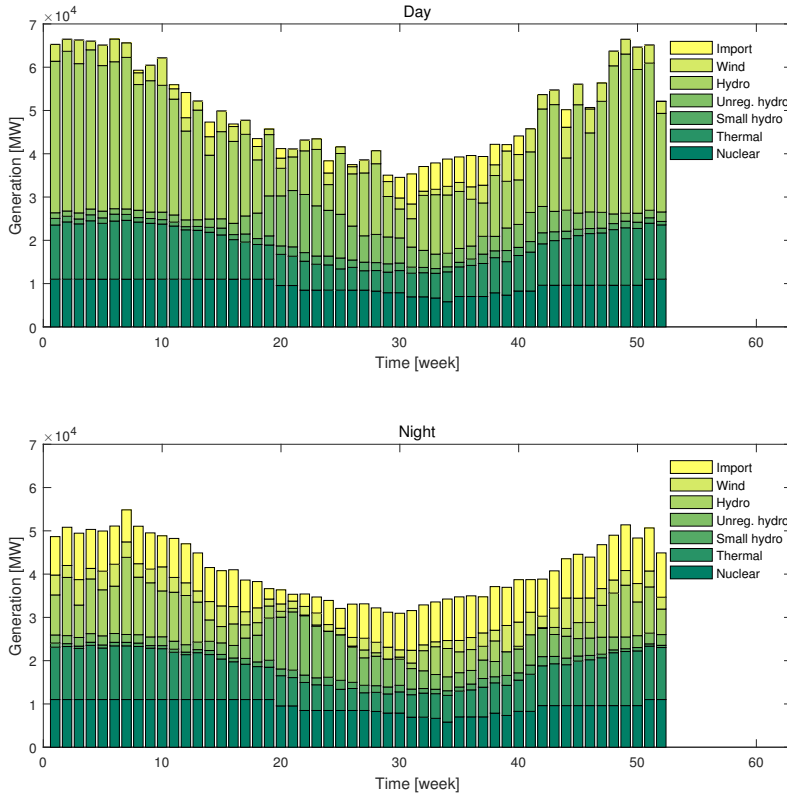 Day
×10⁴
7
6
5
4
3
2
1
0
Generation [MW]
Import
Wind
Hydro
Unreg. hydro
Small hydro
Thermal
Nuclear
0 10 20 30 40 50 60
Time [week]
Night
×10⁴
7
6
5
4
3
2
1
0
Generation [MW]
Import
Wind
Hydro
Unreg. hydro
Small hydro
Thermal
Nuclear
0 10 20 30 40 50 60
Time [week]